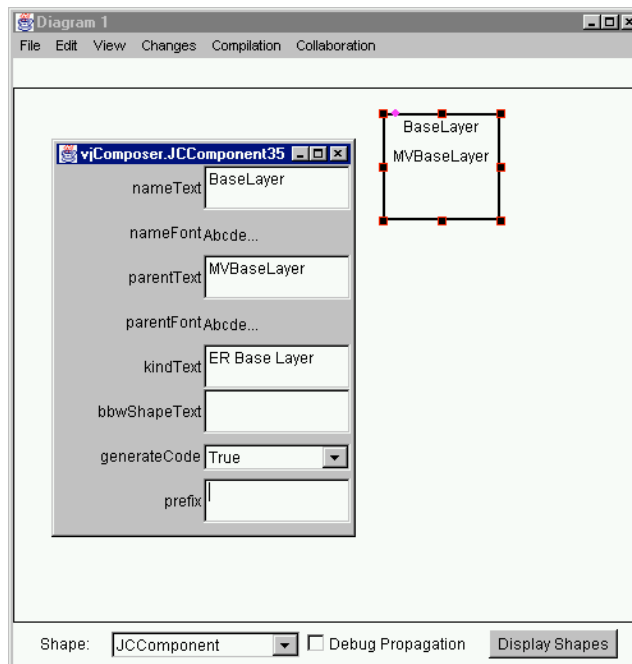 Diagram 1
File Edit View Changes Compilation Collaboration
BaseLayer
MVBaseLayer
vjComposer.JCComponent35
nameText BaseLayer
nameFont Abcde...
parentText MVBaseLayer
parentFont Abcde...
kindText ER Base Layer
bbwShapeText
generateCode True
prefix
Shape: JCComponent Debug Propagation Display Shapes